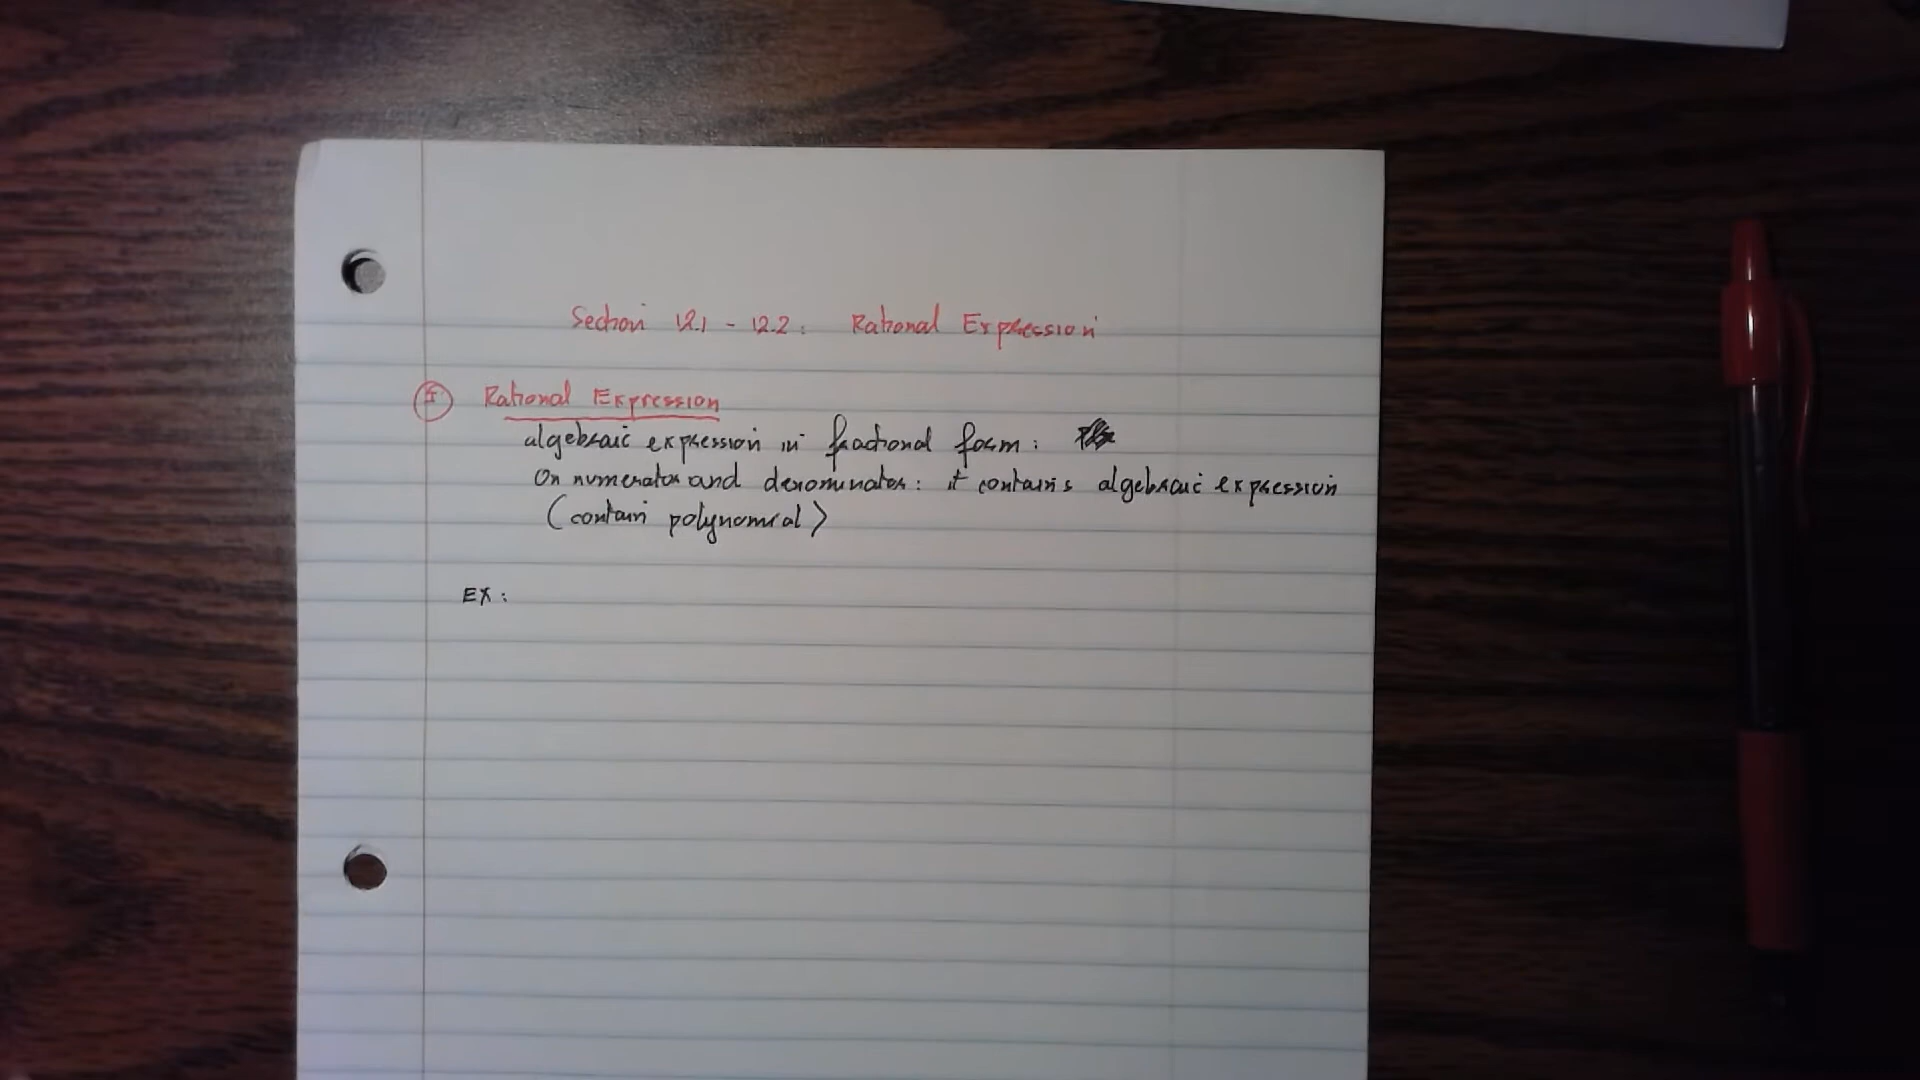 Section 12.1 - 12.2: Rational Expression
I Rational Expression
algebraic expression in fractional form:
On numerator and denominator: it contains algebraic expression
(contain polynomial)
EX: